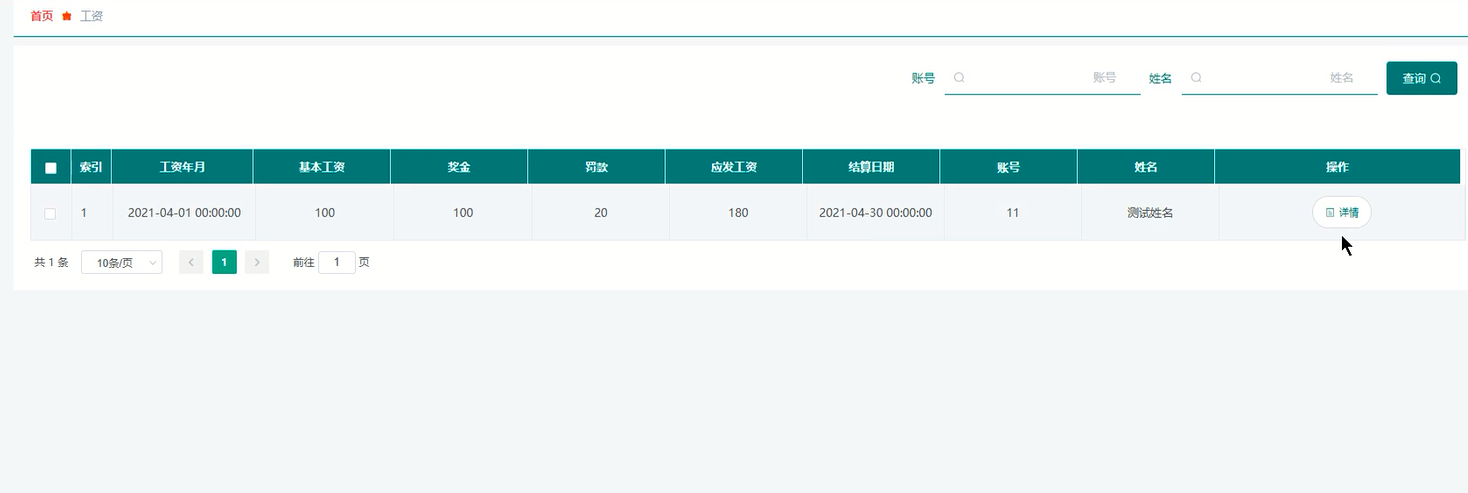 首页 工资
账号 账号 姓名 姓名 查询
索引 工资年月 基本工资 奖金 罚款 应发工资 结算日期 账号 姓名 操作
1 2021-04-01 00:00:00 100 100 20 180 2021-04-30 00:00:00 11 测试姓名 详情
共 1 条 10条/页 1 前往 1 页